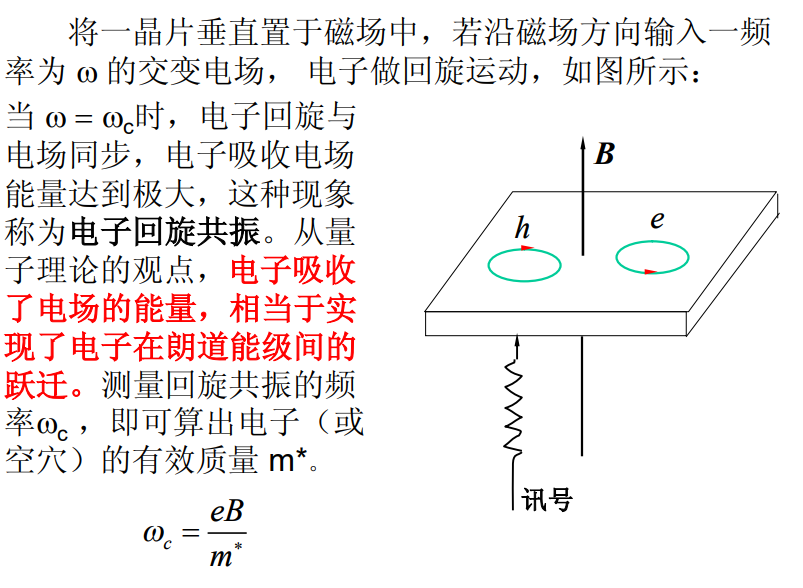 将一晶片垂直置于磁场中，若沿磁场方向输入一频
率为 ω 的交变电场， 电子做回旋运动，如图所示：
当 ω = ωc时，电子回旋与
电场同步，电子吸收电场
能量达到极大，这种现象
称为电子回旋共振。从量
子理论的观点，电子吸收
了电场的能量，相当于实
现了电子在朗道能级间的
跃迁。测量回旋共振的频
率ωc ，即可算出电子（或
空穴）的有效质量 m*。
ωc = eB / m*
B
h
e
讯号